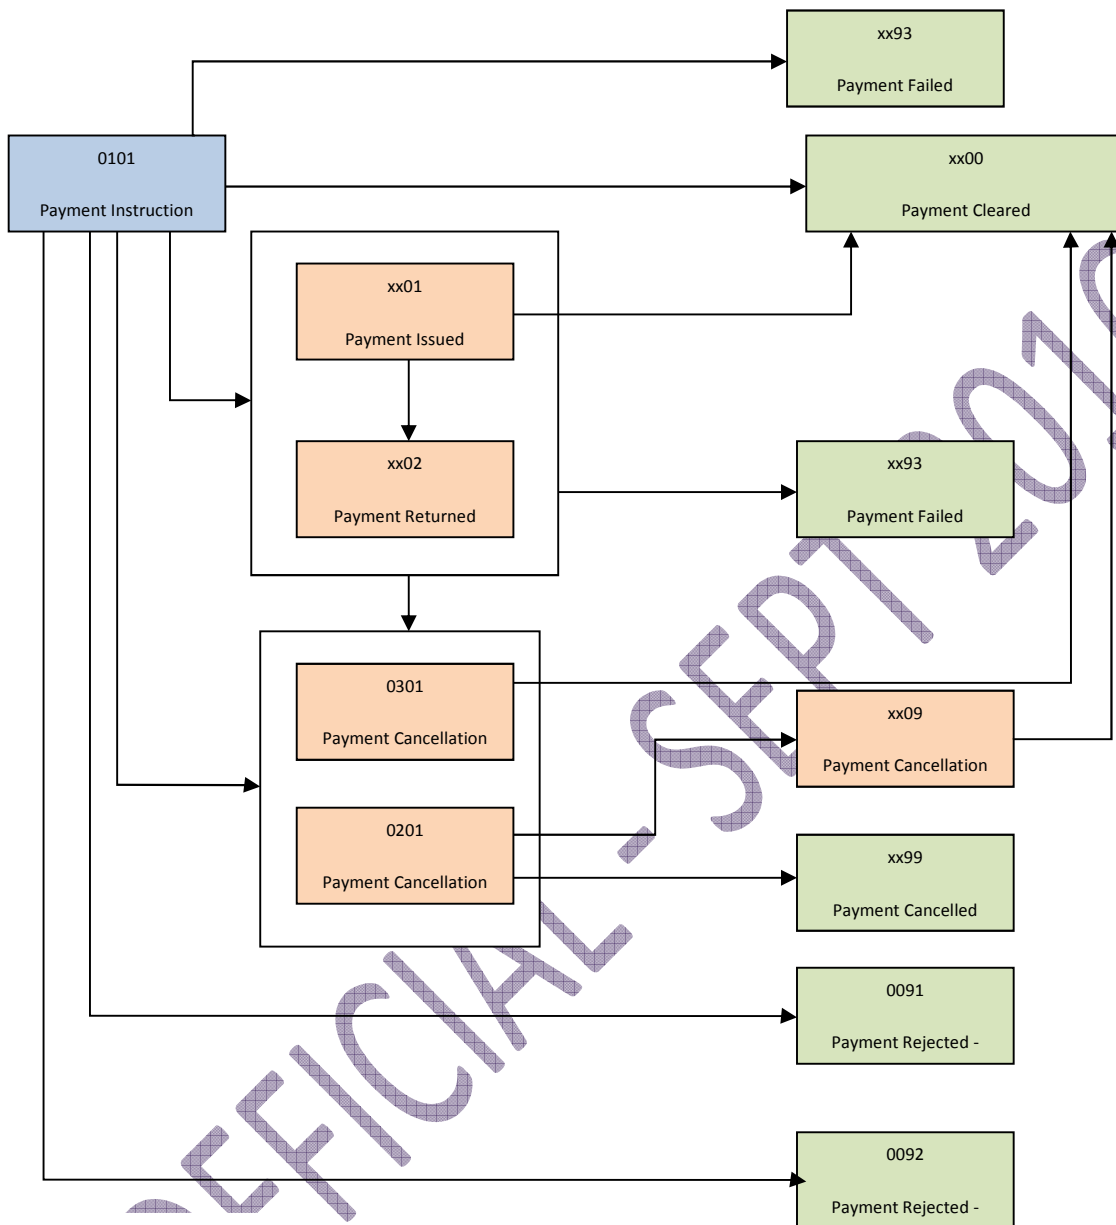 xx93
Payment Failed
0101
Payment Instruction
xx00
Payment Cleared
xx01
Payment Issued
xx02
Payment Returned
xx93
Payment Failed
0301
Payment Cancellation
xx09
Payment Cancellation
0201
Payment Cancellation
xx99
Payment Cancelled
0091
Payment Rejected -
0092
Payment Rejected -
EFFICIAL - SEPT 201